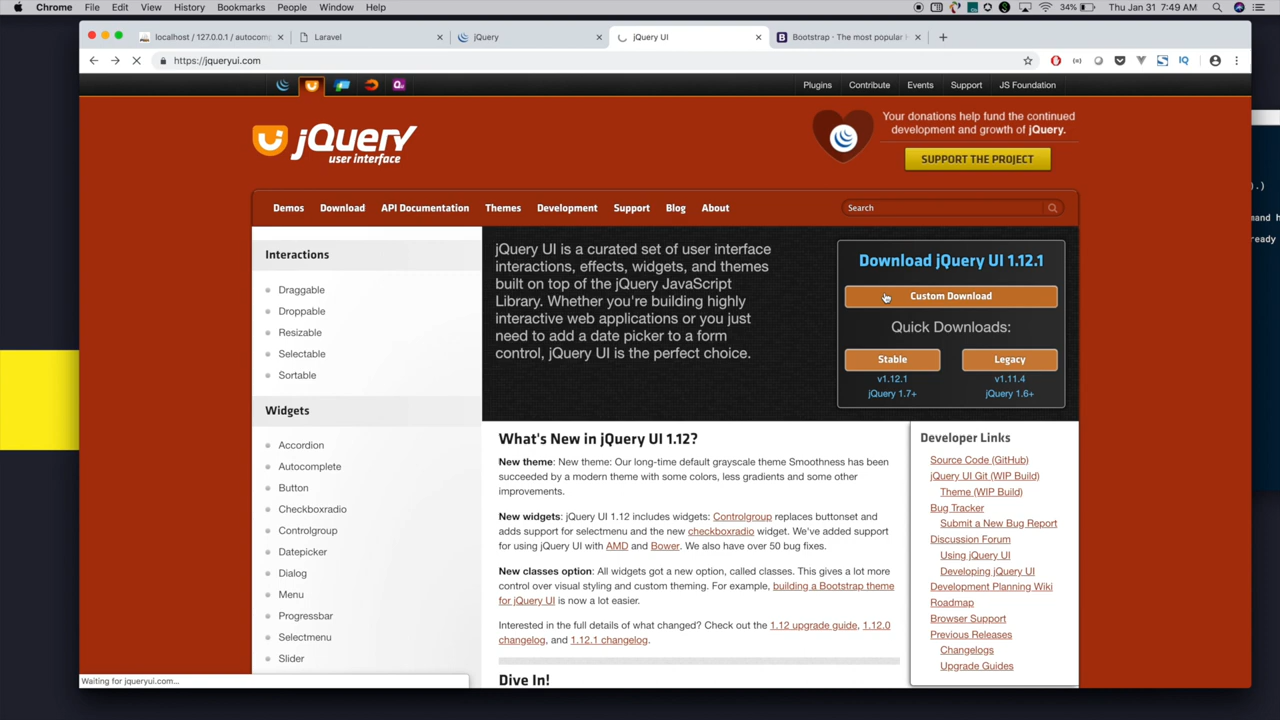 Chrome File Edit View History Bookmarks People Window Help 34% Thu Jan 31 7:49 AM
localhost / 127.0.0.1 / autocomp Laravel jQuery jQuery UI Bootstrap · The most popular
https://jqueryui.com
Plugins Contribute Events Support JS Foundation
jQuery
user interface
Your donations help fund the continued
development and growth of jQuery.
SUPPORT THE PROJECT
Demos Download API Documentation Themes Development Support Blog About Search
Interactions
Draggable
Droppable
Resizable
Selectable
Sortable
Widgets
Accordion
Autocomplete
Button
Checkboxradio
Controlgroup
Datepicker
Dialog
Menu
Progressbar
Selectmenu
Slider
jQuery UI is a curated set of user interface
interactions, effects, widgets, and themes
built on top of the jQuery JavaScript
Library. Whether you're building highly
interactive web applications or you just
need to add a date picker to a form
control, jQuery UI is the perfect choice.
Download jQuery UI 1.12.1
Custom Download
Quick Downloads:
Stable Legacy
v1.12.1 v1.11.4
jQuery 1.7+ jQuery 1.6+
What's New in jQuery UI 1.12?
New theme: New theme: Our long-time default grayscale theme Smoothness has been
succeeded by a modern theme with some colors, less gradients and some other
improvements.
New widgets: jQuery UI 1.12 includes widgets: Controlgroup replaces buttonset and
adds support for selectmenu and the new checkboxradio widget. We've added support
for using jQuery UI with AMD and Bower. We also have over 50 bug fixes.
New classes option: All widgets got a new option, called classes. This gives a lot more
control over visual styling and custom theming. For example, building a Bootstrap theme
for jQuery UI is now a lot easier.
Interested in the full details of what changed? Check out the 1.12 upgrade guide, 1.12.0
changelog, and 1.12.1 changelog.
Dive In!
Developer Links
Source Code (GitHub)
jQuery UI Git (WIP Build)
Theme (WIP Build)
Bug Tracker
Submit a New Bug Report
Discussion Forum
Using jQuery UI
Developing jQuery UI
Development Planning Wiki
Roadmap
Browser Support
Previous Releases
Changelogs
Upgrade Guides
Waiting for jqueryui.com...
.)
mand h
ready